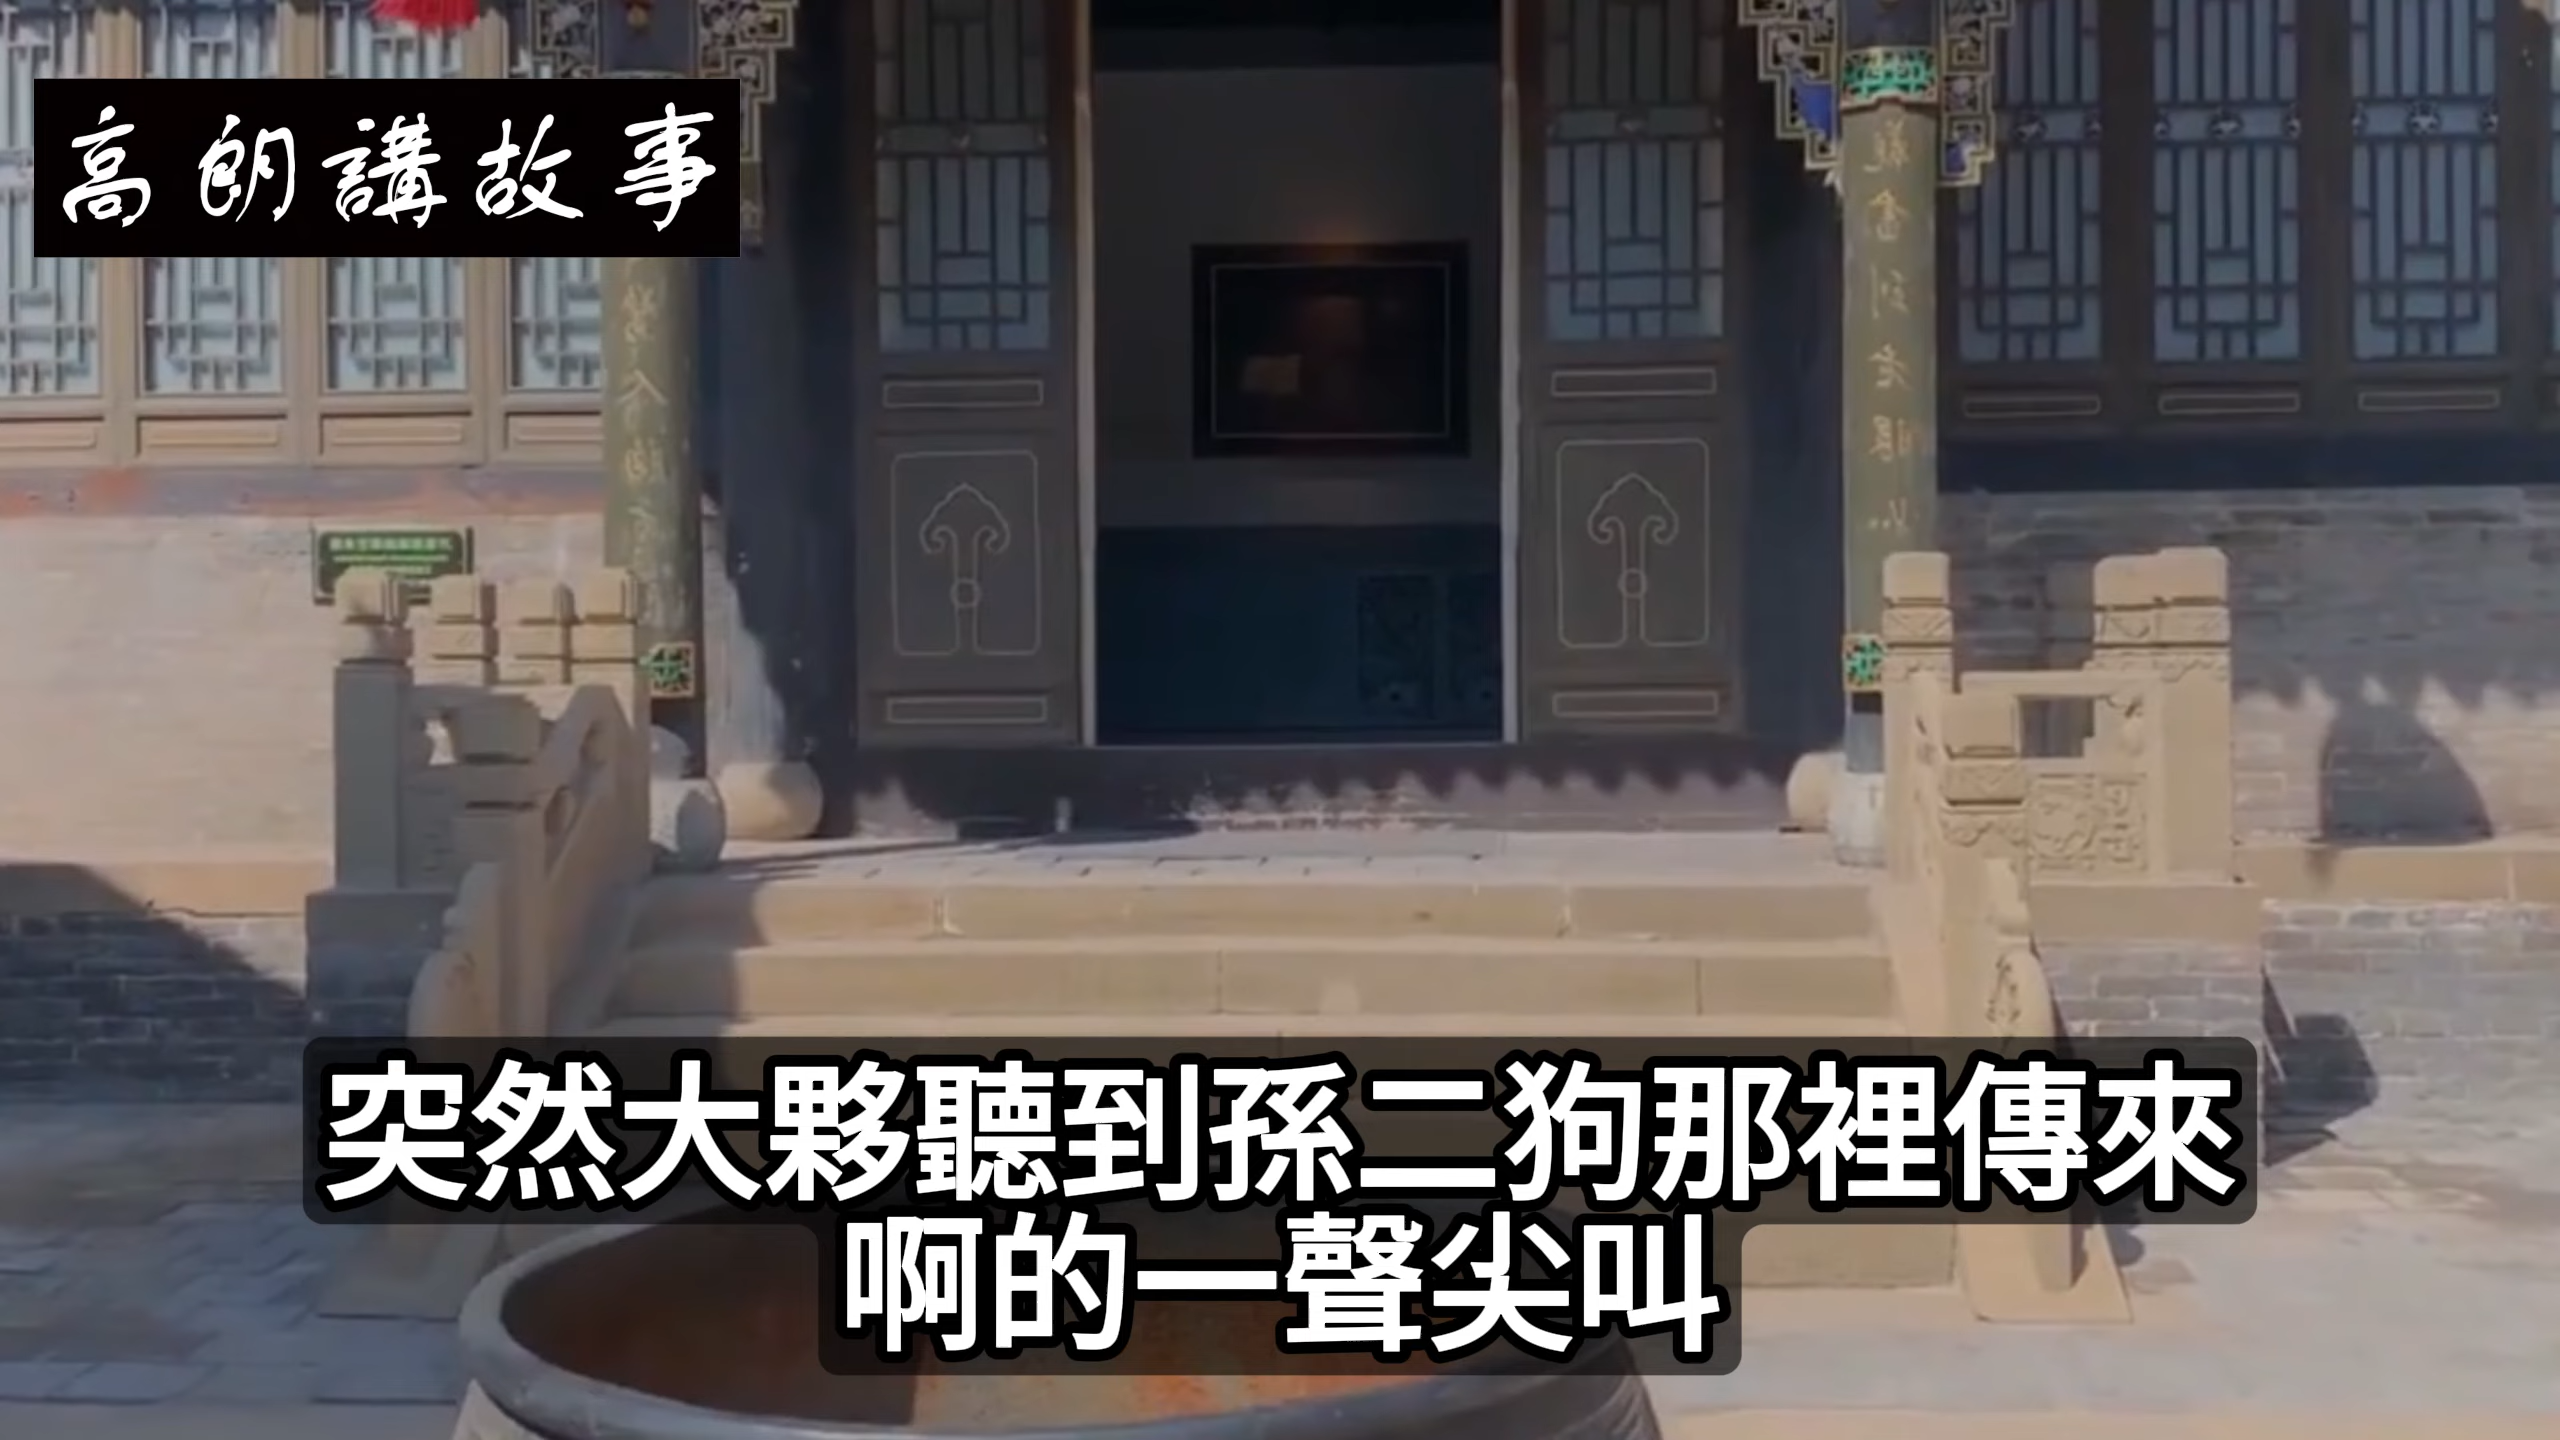 高朗講故事
突然大夥聽到孫二狗那裡傳來
啊的一聲尖叫